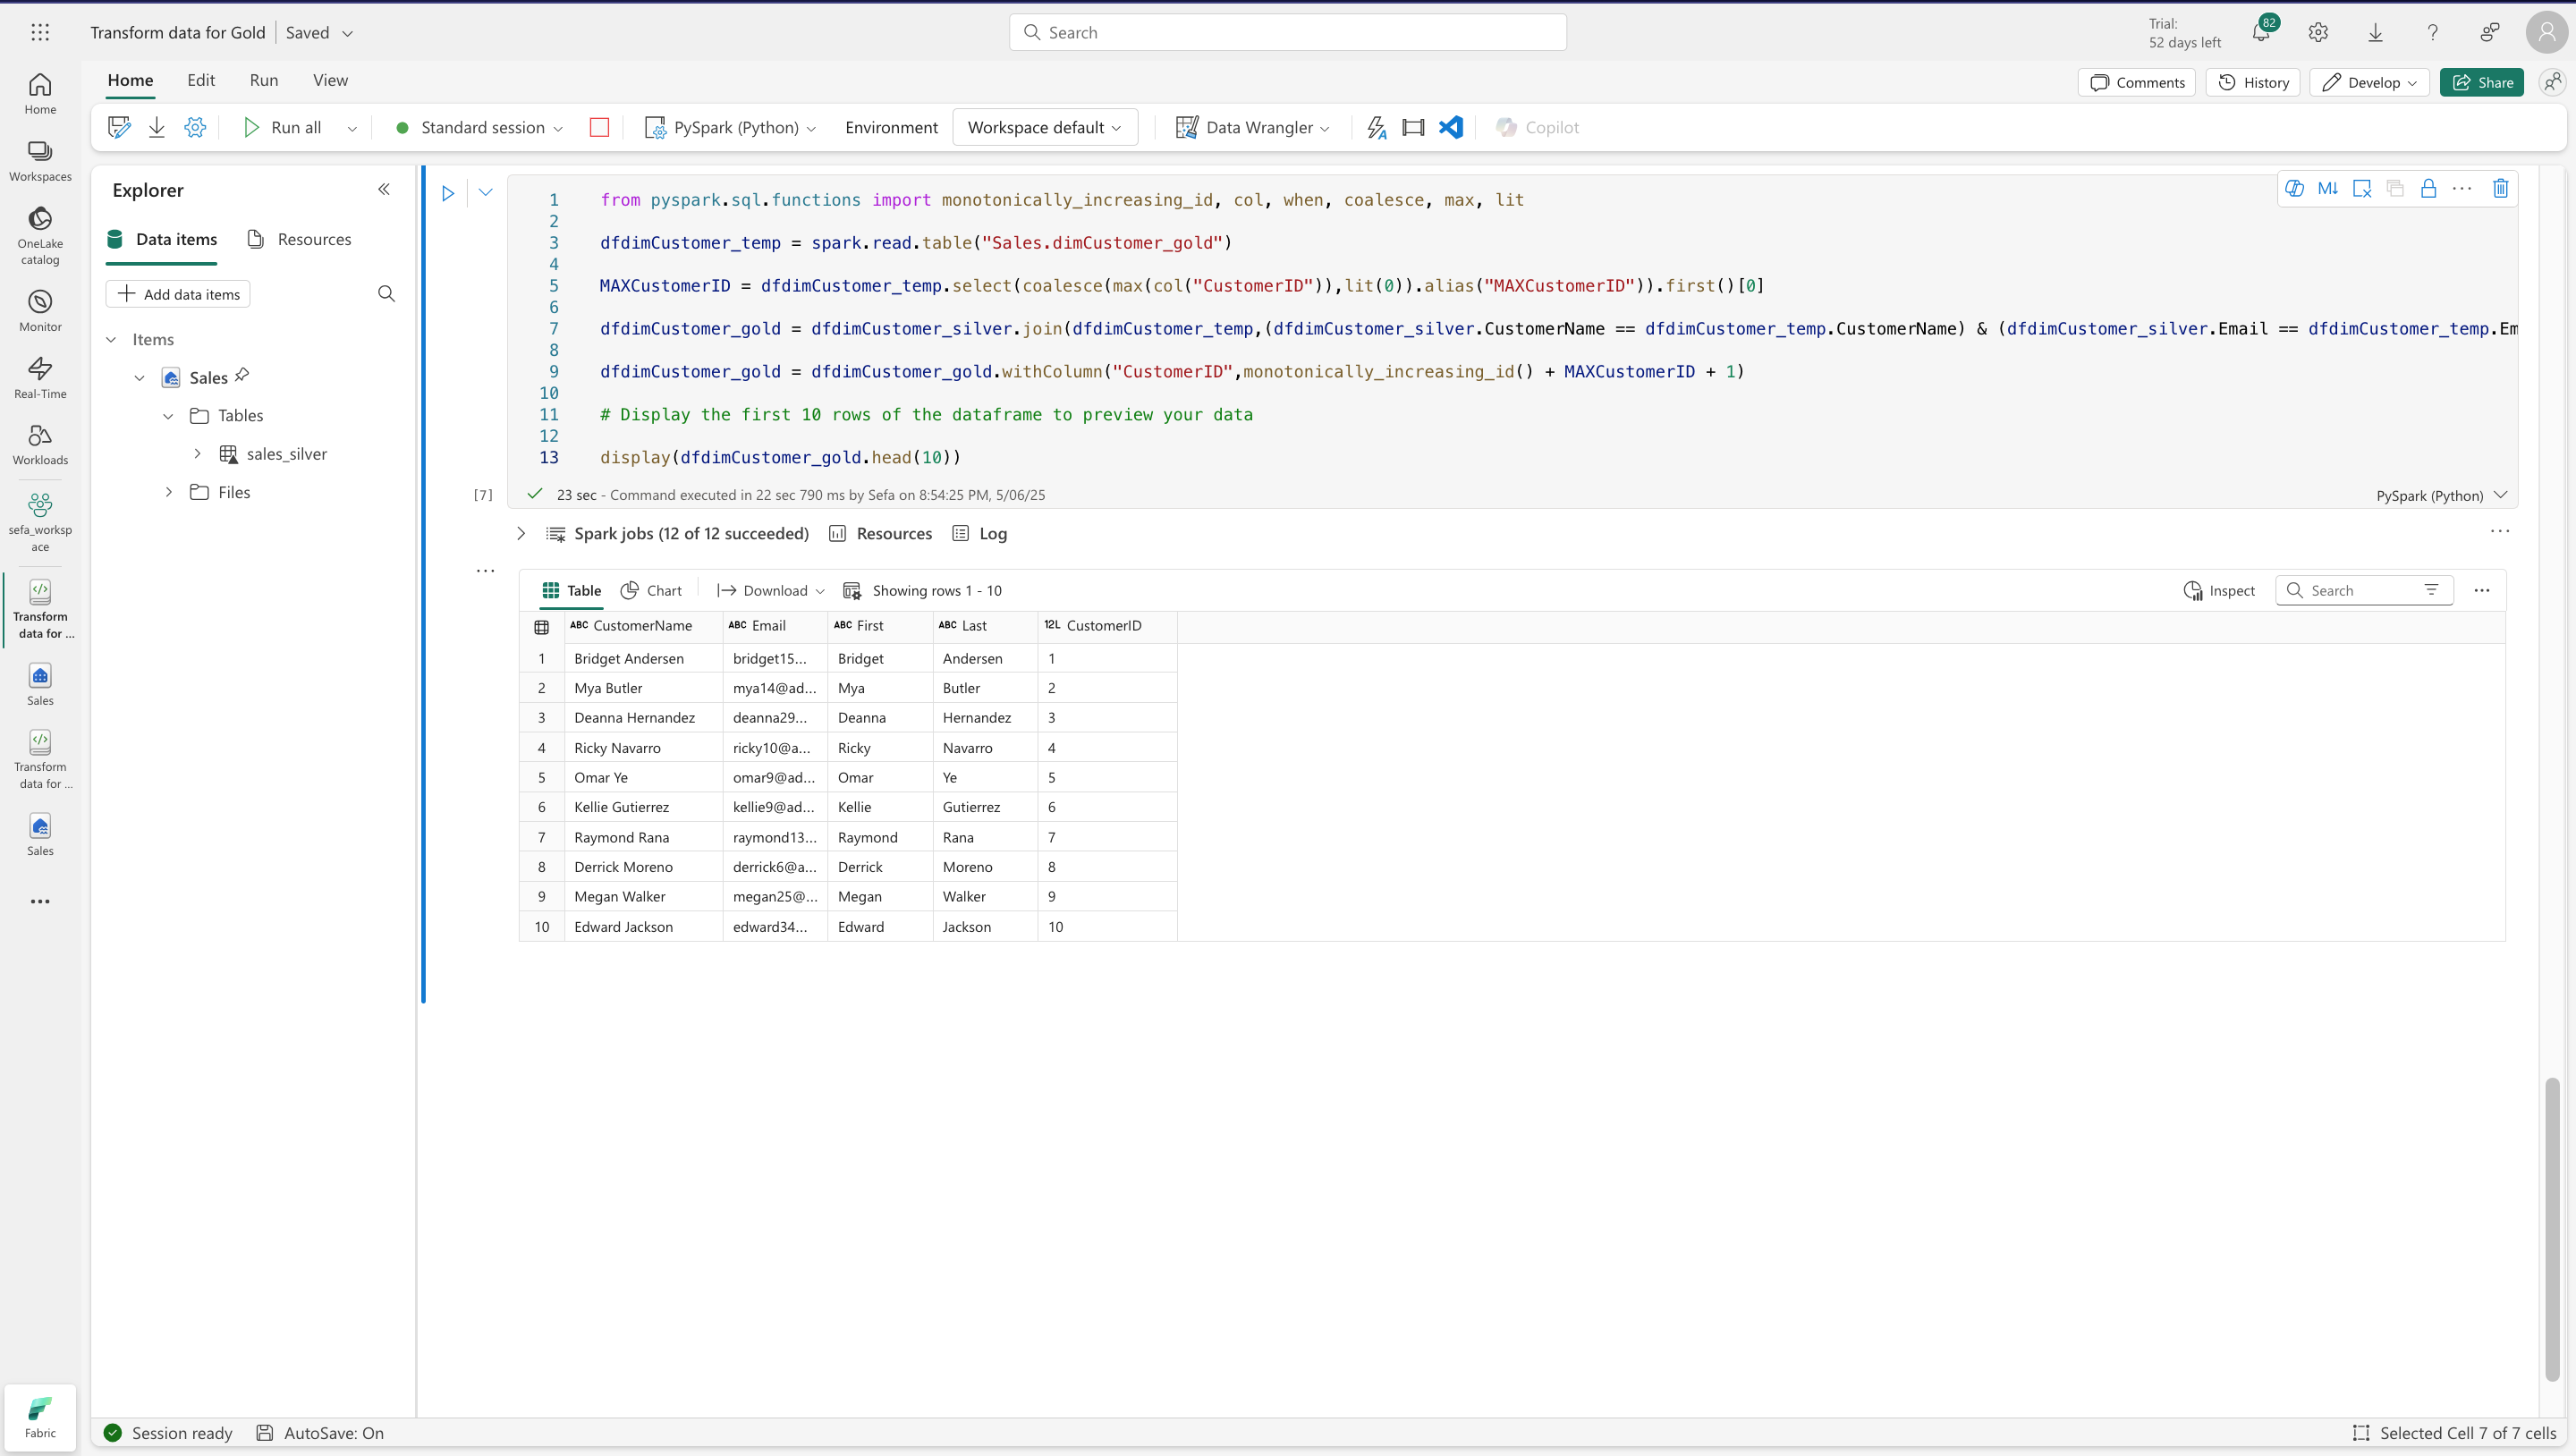 Transform data for Gold | Saved
Search
Trial:
52 days left
82
Home Edit Run View
Comments History Develop Share
Run all Standard session PySpark (Python) Environment Workspace default Data Wrangler Copilot
Home
Workspaces
OneLake
catalog
Monitor
Real-Time
Workloads
sefa_worksp
ace
Transform
data for ...
Sales
Transform
data for ...
Sales
Fabric
Explorer
Data items Resources
Add data items
Items
Sales
Tables
sales_silver
Files
M↓
1 from pyspark.sql.functions import monotonically_increasing_id, col, when, coalesce, max, lit
2
3 dfdimCustomer_temp = spark.read.table("Sales.dimCustomer_gold")
4
5 MAXCustomerID = dfdimCustomer_temp.select(coalesce(max(col("CustomerID")),lit(0)).alias("MAXCustomerID")).first()[0]
6
7 dfdimCustomer_gold = dfdimCustomer_silver.join(dfdimCustomer_temp,(dfdimCustomer_silver.CustomerName == dfdimCustomer_temp.CustomerName) & (dfdimCustomer_silver.Email == dfdimCustomer_temp.Em
8
9 dfdimCustomer_gold = dfdimCustomer_gold.withColumn("CustomerID",monotonically_increasing_id() + MAXCustomerID + 1)
10
11 # Display the first 10 rows of the dataframe to preview your data
12
13 display(dfdimCustomer_gold.head(10))
[7] 23 sec - Command executed in 22 sec 790 ms by Sefa on 8:54:25 PM, 5/06/25 PySpark (Python)
Spark jobs (12 of 12 succeeded) Resources Log
Table Chart Download Showing rows 1 - 10 Inspect Search
ABC CustomerName ABC Email ABC First ABC Last 12L CustomerID
1 Bridget Andersen bridget15... Bridget Andersen 1
2 Mya Butler mya14@ad... Mya Butler 2
3 Deanna Hernandez deanna29... Deanna Hernandez 3
4 Ricky Navarro ricky10@a... Ricky Navarro 4
5 Omar Ye omar9@ad... Omar Ye 5
6 Kellie Gutierrez kellie9@ad... Kellie Gutierrez 6
7 Raymond Rana raymond13... Raymond Rana 7
8 Derrick Moreno derrick6@a... Derrick Moreno 8
9 Megan Walker megan25@... Megan Walker 9
10 Edward Jackson edward34... Edward Jackson 10
Session ready AutoSave: On Selected Cell 7 of 7 cells